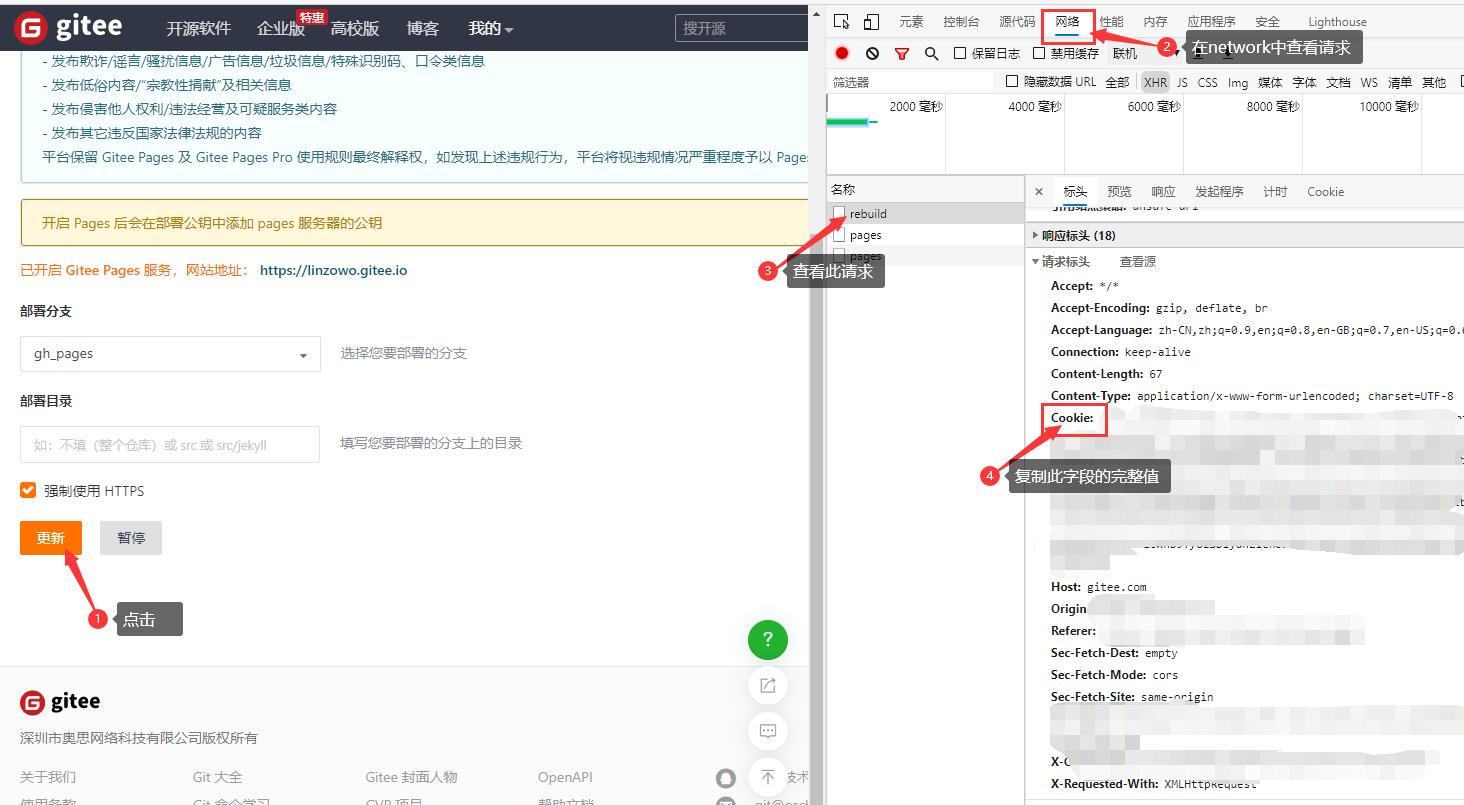 gitee
开源软件
企业版
特惠
高校版
博客
我的
搜开源
- 发布欺诈/谣言/骚扰信息/广告信息/垃圾信息/特殊识别码、口令类信息
- 发布低俗内容/“宗教性捐献”及相关信息
- 发布侵害他人权利/违法经营及可疑服务类内容
- 发布其它违反国家法律法规的内容
平台保留 Gitee Pages 及 Gitee Pages Pro 使用规则最终解释权，如发现上述违规行为，平台将视违规情况严重程度予以 Page
开启 Pages 后会在部署公钥中添加 pages 服务器的公钥
已开启 Gitee Pages 服务，网站地址： https://linzowo.gitee.io
部署分支
gh_pages
选择您要部署的分支
部署目录
如：不填（整个仓库）或 src 或 src/jekyll
填写您要部署的分支上的目录
强制使用 HTTPS
更新
暂停
1
点击
?
gitee
深圳市奥思网络科技有限公司版权所有
关于我们
Git 大全
Gitee 封面人物
OpenAPI
技术
使用条款
Git 命令学习
CVP 项目
帮助文档
git@osc
元素
控制台
源代码
网络
性能
内存
应用程序
安全
Lighthouse
2
在network中查看请求
保留日志
禁用缓存
联机
筛选器
隐藏数据 URL
全部
XHR
JS
CSS
Img
媒体
字体
文档
WS
清单
其他
2000 毫秒
4000 毫秒
6000 毫秒
8000 毫秒
10000 毫秒
名称
rebuild
pages
pages
3
查看此请求
×
标头
预览
响应
发起程序
计时
Cookie
引用站点策略: unsafe-url
响应标头 (18)
请求标头
查看源
Accept: */*
Accept-Encoding: gzip, deflate, br
Accept-Language: zh-CN,zh;q=0.9,en;q=0.8,en-GB;q=0.7,en-US;q=0.6
Connection: keep-alive
Content-Length: 67
Content-Type: application/x-www-form-urlencoded; charset=UTF-8
Cookie:
4
复制此字段的完整值
Host: gitee.com
Origin
Referer:
Sec-Fetch-Dest: empty
Sec-Fetch-Mode: cors
Sec-Fetch-Site: same-origin
X-C
X-Requested-With: XMLHttpRequest